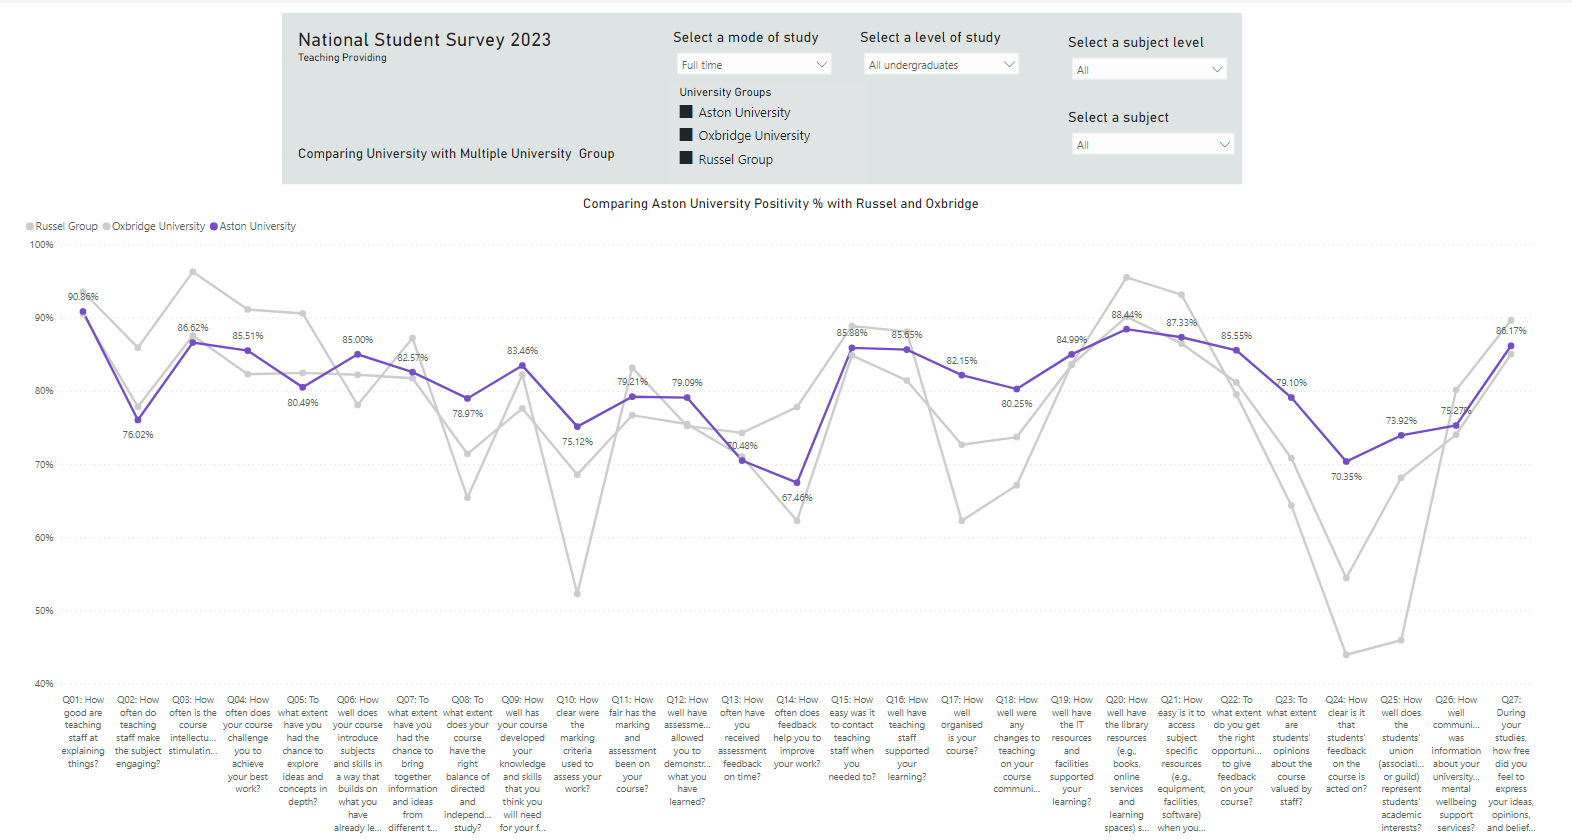 National Student Survey 2023
Teaching Providing
Comparing University with Multiple University Group
Select a mode of study
Full time
Select a level of study
All undergraduates
Select a subject level
All
University Groups
Aston University
Oxbridge University
Russel Group
Select a subject
All
Comparing Aston University Positivity % with Russel and Oxbridge
Russel Group Oxbridge University Aston University
100%
90%
80%
70%
60%
50%
40%
90.86%
76.02%
86.62%
85.51%
80.49%
85.00%
82.57%
78.97%
83.46%
75.12%
79.21%
79.09%
70.48%
67.46%
85.88%
85.65%
82.15%
80.25%
84.99%
88.44%
87.33%
85.55%
79.10%
70.35%
73.92%
75.27%
86.17%
Q01: How
good are
teaching
staff at
explaining
things?
Q02: How
often do
teaching
staff make
the subject
engaging?
Q03: How
often is the
course
intellectu...
stimulatin...
Q04: How
often does
your course
challenge
you to
achieve
your best
work?
Q05: To
what extent
have you
had the
chance to
explore
ideas and
concepts in
depth?
Q06: How
well does
your course
introduce
subjects
and skills in
a way that
builds on
what you
have
already le...
Q07: To
what extent
have you
had the
chance to
bring
together
information
and ideas
from
different t...
Q08: To
what extent
does your
course
have the
right
balance of
directed
and
independ...
study?
Q09: How
well has
your course
developed
your
knowledge
and skills
that you
think you
will need
for your f...
Q10: How
clear were
the
marking
criteria
used to
assess your
work?
Q11: How
fair has the
marking
and
assessment
been on
your
course?
Q12: How
well have
assessme...
allowed
you to
demonstr...
what you
have
learned?
Q13: How
often have
you
received
assessment
feedback
on time?
Q14: How
often does
feedback
help you to
improve
your work?
Q15: How
easy was it
to contact
teaching
staff when
you
needed to?
Q16: How
well have
teaching
staff
supported
your
learning?
Q17: How
well
organised
is your
course?
Q18: How
well were
any
changes to
teaching
on your
course
communi...
Q19: How
well have
the IT
resources
and
facilities
supported
your
learning?
Q20: How
well have
the library
resources
(e.g.,
books,
online
services
and
learning
spaces) s...
Q21: How
easy is it to
access
subject
specific
resources
(e.g.,
equipment,
facilities,
software)
when you...
Q22: To
what extent
do you get
the right
opportuni...
to give
feedback
on your
course?
Q23: To
what extent
are
students'
opinions
about the
course
valued by
staff?
Q24: How
clear is it
that
students'
feedback
on the
course is
acted on?
Q25: How
well does
the
students'
union
(associati...
or guild)
represent
students'
academic
interests?
Q26: How
well
communi...
was
information
about your
university...
mental
wellbeing
support
services?
Q27:
During
your
studies,
how free
did you
feel to
express
your ideas,
opinions,
and belief...